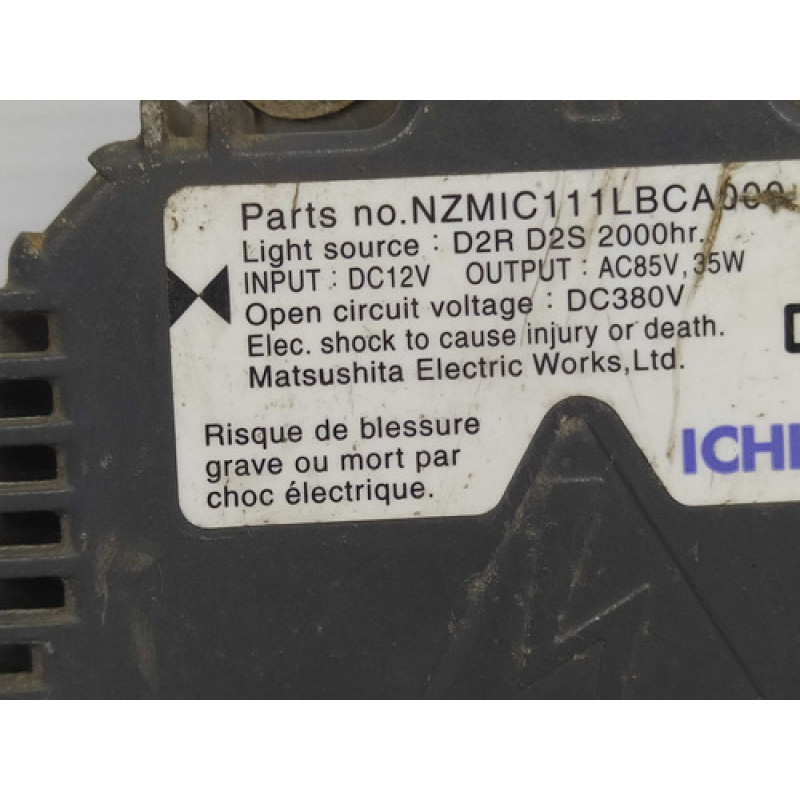 Parts no.NZMIC111LBCA000
Light source : D2R D2S 2000hr.
INPUT : DC12V OUTPUT : AC85V, 35W
Open circuit voltage : DC380V
Elec. shock to cause injury or death.
Matsushita Electric Works,Ltd.
Risque de blessure
grave ou mort par
choc électrique.